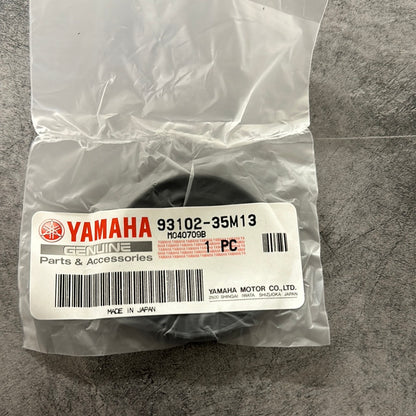 YAMAHA 93102-35M13
GENUINE M040709B
Parts & Accessories 1 PC
MADE IN JAPAN
YAMAHA MOTOR CO., LTD.
2500 SHINGAI IWATA SHIZUOKA JAPAN